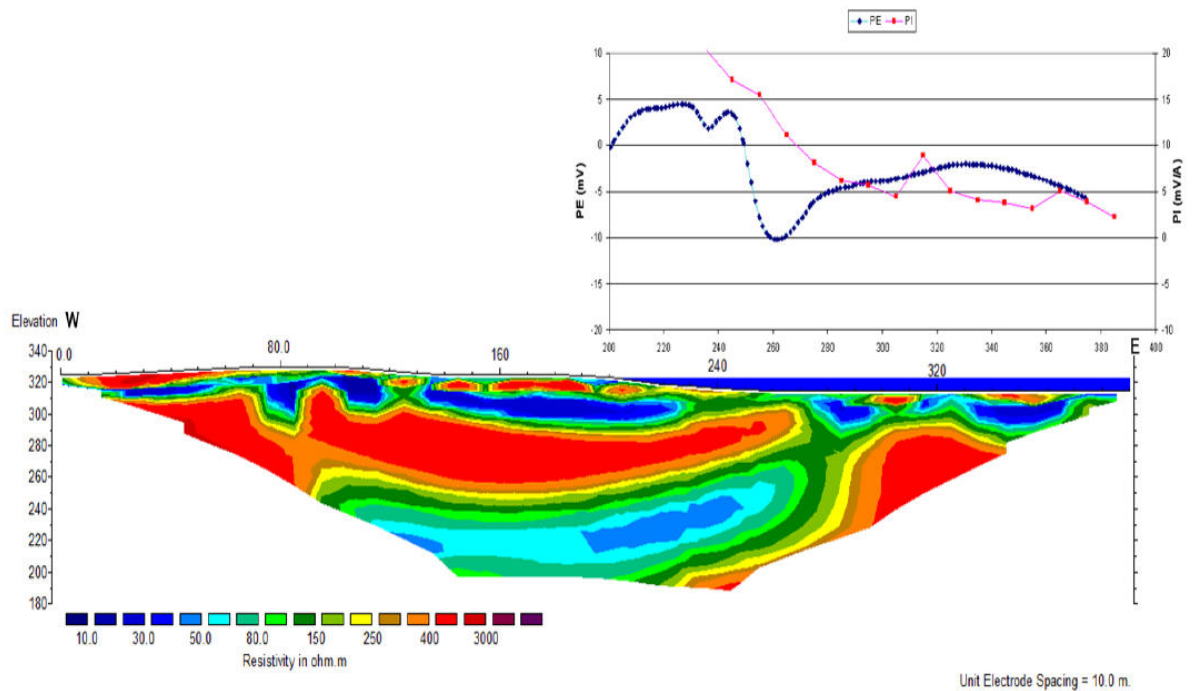 PE PI
10 20
5 15
0 10
-5 5
-10 0
-15 -5
-20 -10
PE (mV)
PI (mV/A)
200 220 240 260 280 300 320 340 360 380 400
Elevation W
E
0.0 80.0 160 240 320
340
320
300
280
260
240
220
200
180
10.0 30.0 50.0 80.0 150 250 400 3000
Resistivity in ohm.m
Unit Electrode Spacing = 10.0 m.